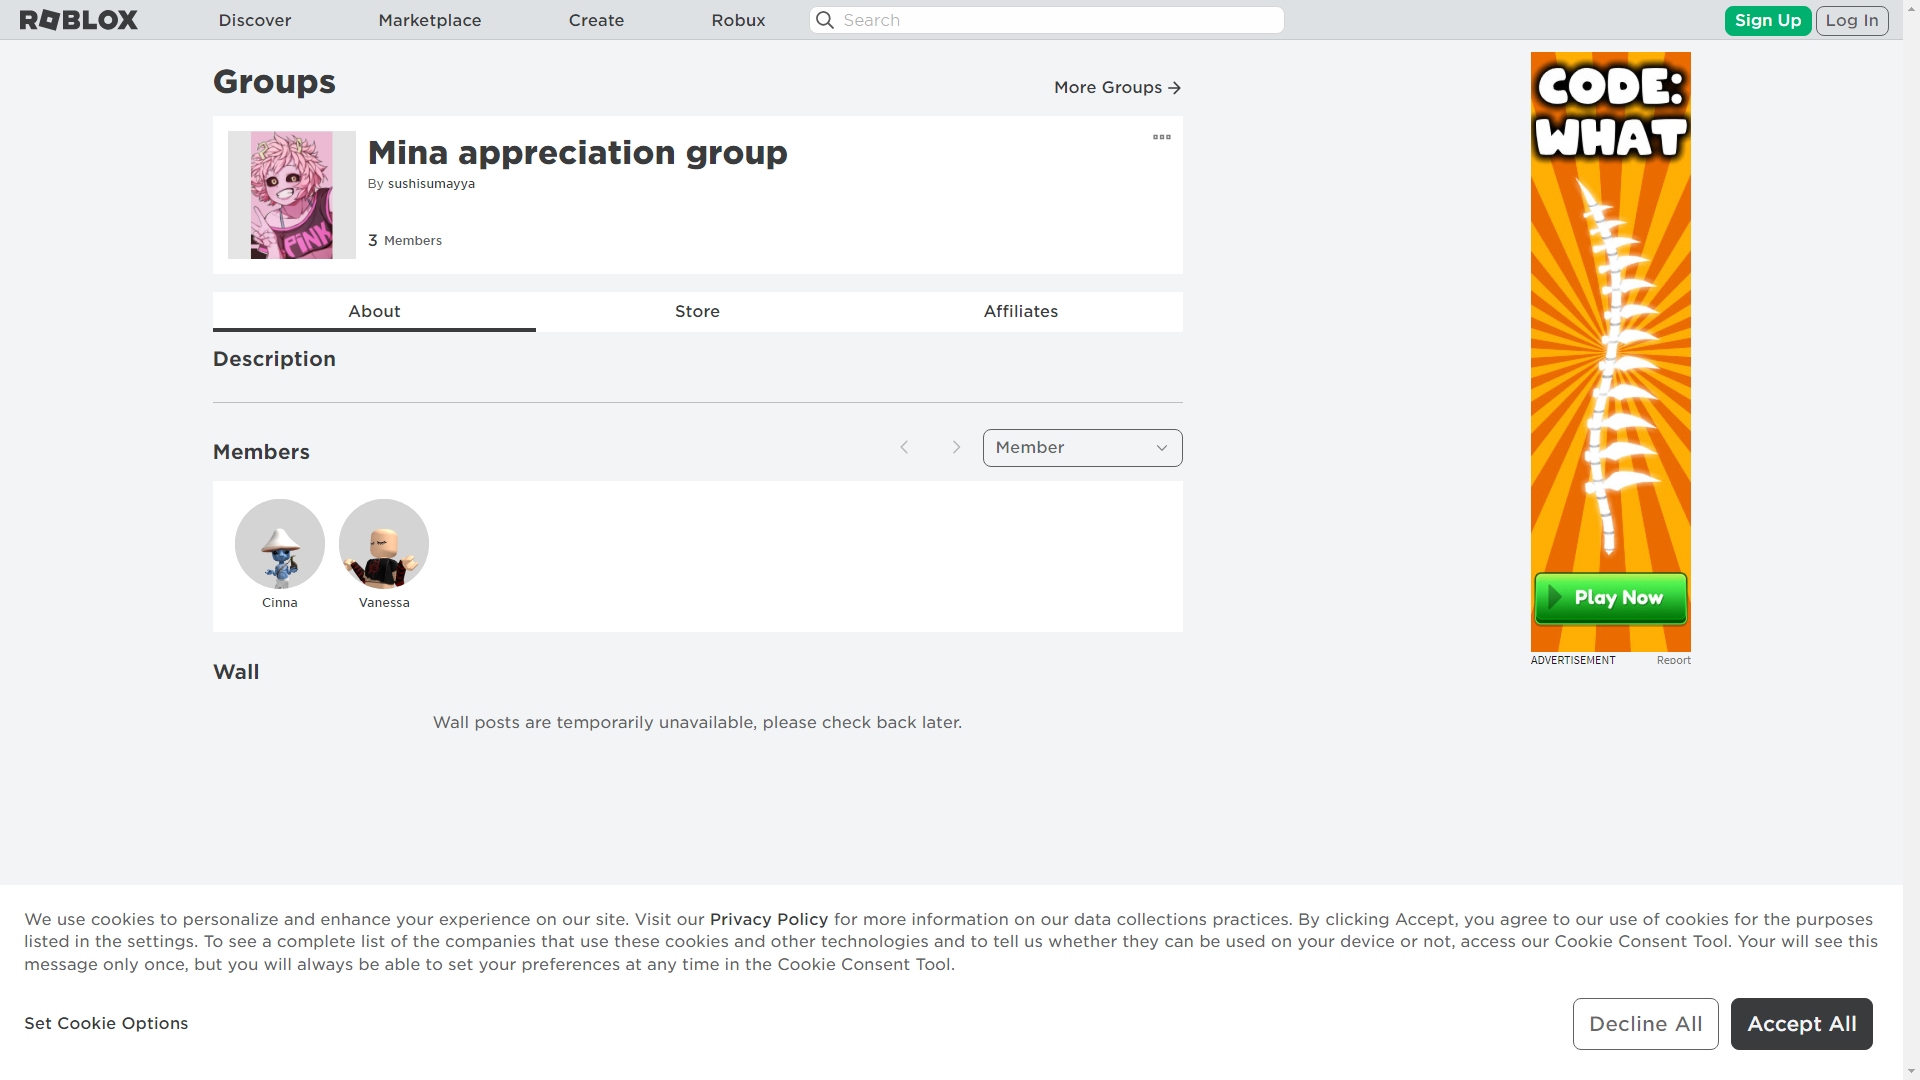 ROBLOX
Discover
Marketplace
Create
Robux
Search
Sign Up
Log In
Groups
More Groups
PINK
Mina appreciation group
By sushisumayya
3 Members
About
Store
Affiliates
Description
Members
Member
Cinna
Vanessa
Wall
Wall posts are temporarily unavailable, please check back later.
CODE:
WHAT
Play Now
ADVERTISEMENT
Report
We use cookies to personalize and enhance your experience on our site. Visit our Privacy Policy for more information on our data collections practices. By clicking Accept, you agree to our use of cookies for the purposes
listed in the settings. To see a complete list of the companies that use these cookies and other technologies and to tell us whether they can be used on your device or not, access our Cookie Consent Tool. Your will see this
message only once, but you will always be able to set your preferences at any time in the Cookie Consent Tool.
Set Cookie Options
Decline All
Accept All